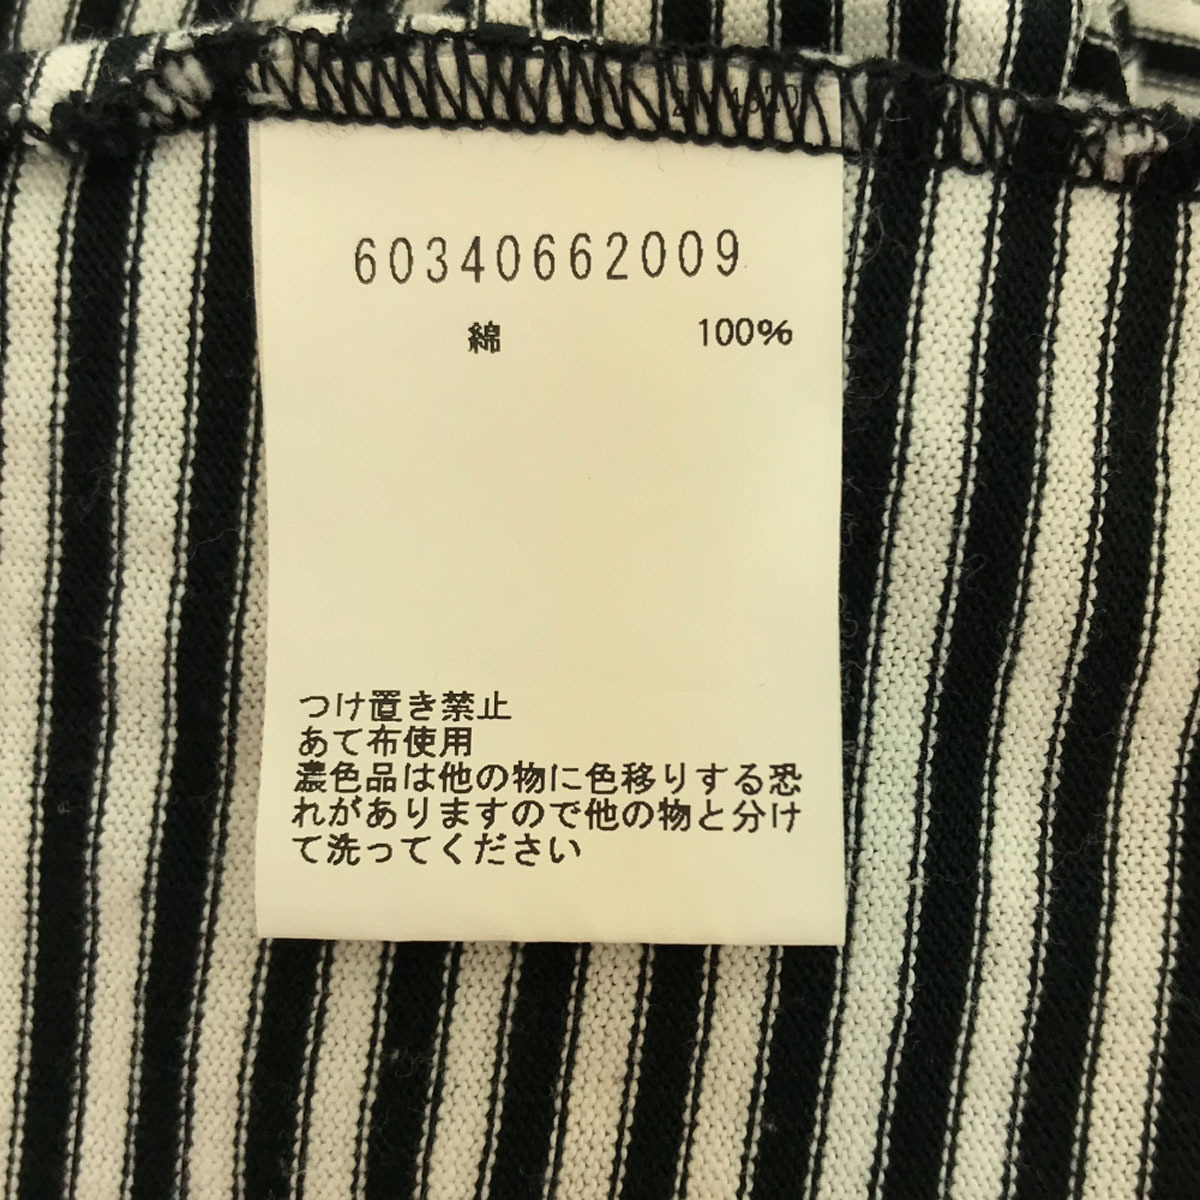 60340662009
綿 100%
つけ置き禁止
あて布使用
濃色品は他の物に色移りする恐
れがありますので他の物と分け
て洗ってください